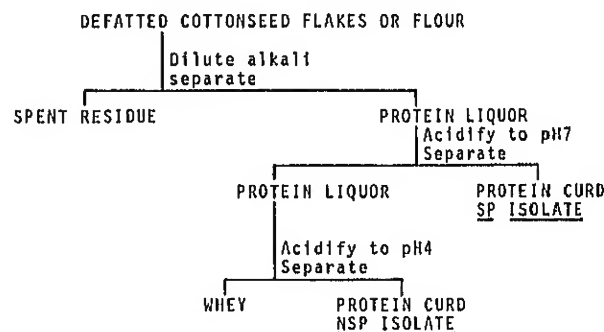 DEFATTED COTTONSEED FLAKES OR FLOUR
Dilute alkali
separate
SPENT RESIDUE
PROTEIN LIQUOR
Acidify to pH7
Separate
PROTEIN LIQUOR
PROTEIN CURD
SP ISOLATE
Acidify to pH4
Separate
WHEY
PROTEIN CURD
NSP ISOLATE